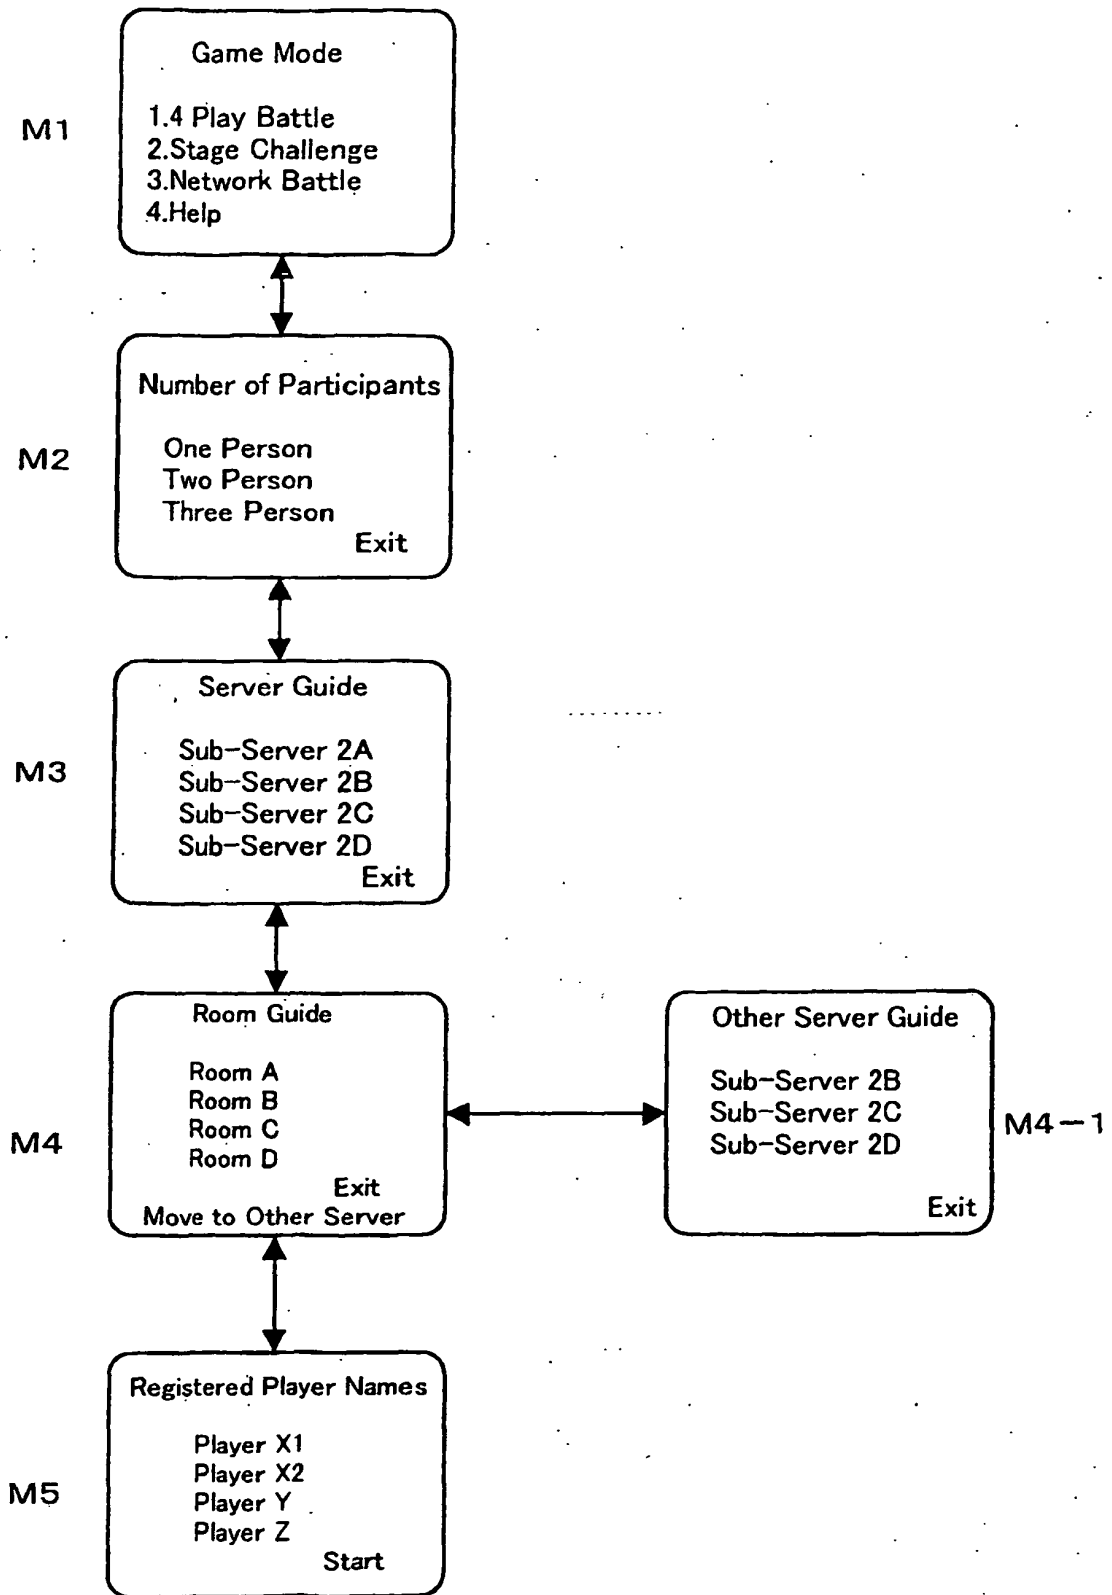 M1
Game Mode
1.4 Play Battle
2.Stage Challenge
3.Network Battle
4.Help
M2
Number of Participants
One Person
Two Person
Three Person
Exit
M3
Server Guide
Sub-Server 2A
Sub-Server 2B
Sub-Server 2C
Sub-Server 2D
Exit
M4
Room Guide
Room A
Room B
Room C
Room D
Exit
Move to Other Server
Other Server Guide
Sub-Server 2B
Sub-Server 2C
Sub-Server 2D
Exit
M4-1
M5
Registered Player Names
Player X1
Player X2
Player Y
Player Z
Start